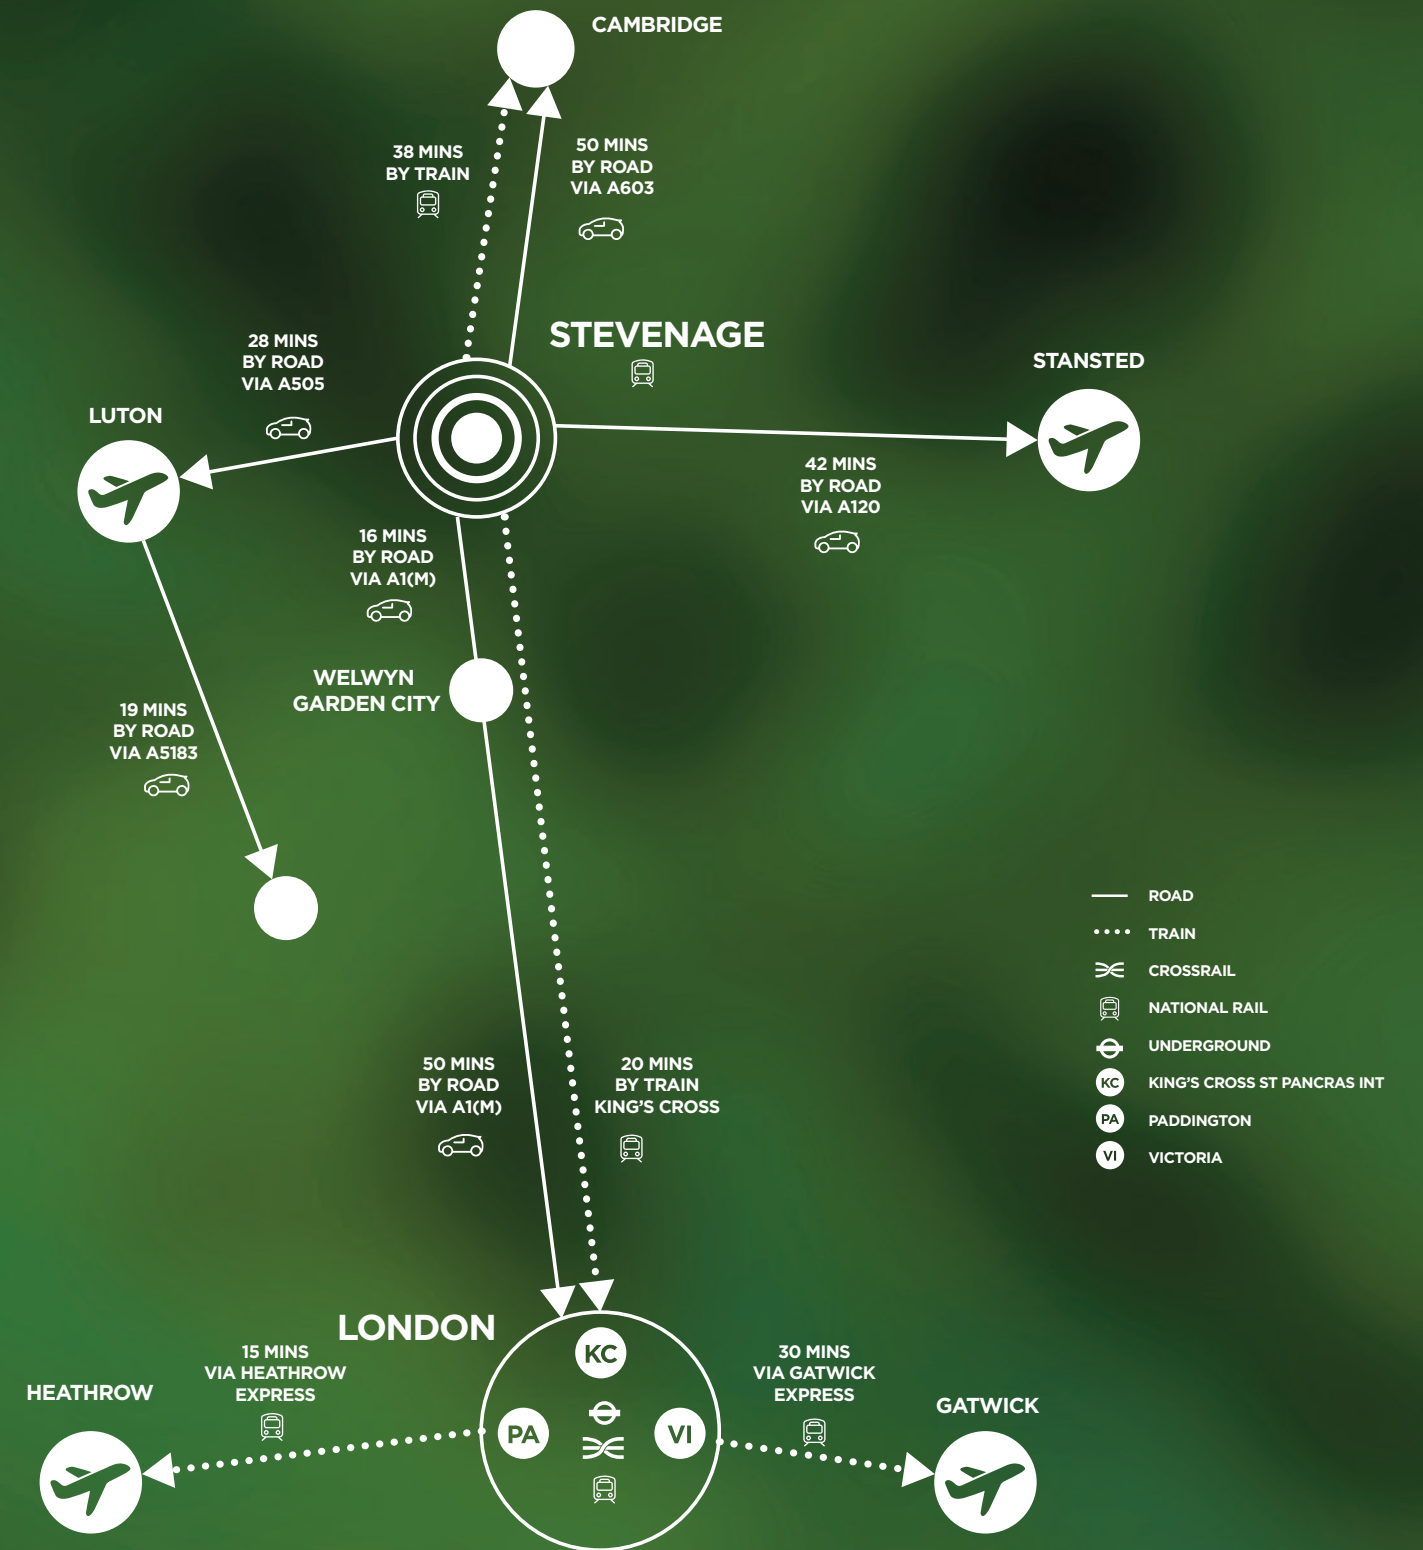 CAMBRIDGE
38 MINS
BY TRAIN
50 MINS
BY ROAD
VIA A603
STEVENAGE
28 MINS
BY ROAD
VIA A505
LUTON
STANSTED
42 MINS
BY ROAD
VIA A120
16 MINS
BY ROAD
VIA A1(M)
WELWYN
GARDEN CITY
19 MINS
BY ROAD
VIA A5183
50 MINS
BY ROAD
VIA A1(M)
20 MINS
BY TRAIN
KING'S CROSS
ROAD
TRAIN
CROSSRAIL
NATIONAL RAIL
UNDERGROUND
KC KING'S CROSS ST PANCRAS INT
PA PADDINGTON
VI VICTORIA
LONDON
KC
PA
VI
15 MINS
VIA HEATHROW
EXPRESS
HEATHROW
30 MINS
VIA GATWICK
EXPRESS
GATWICK